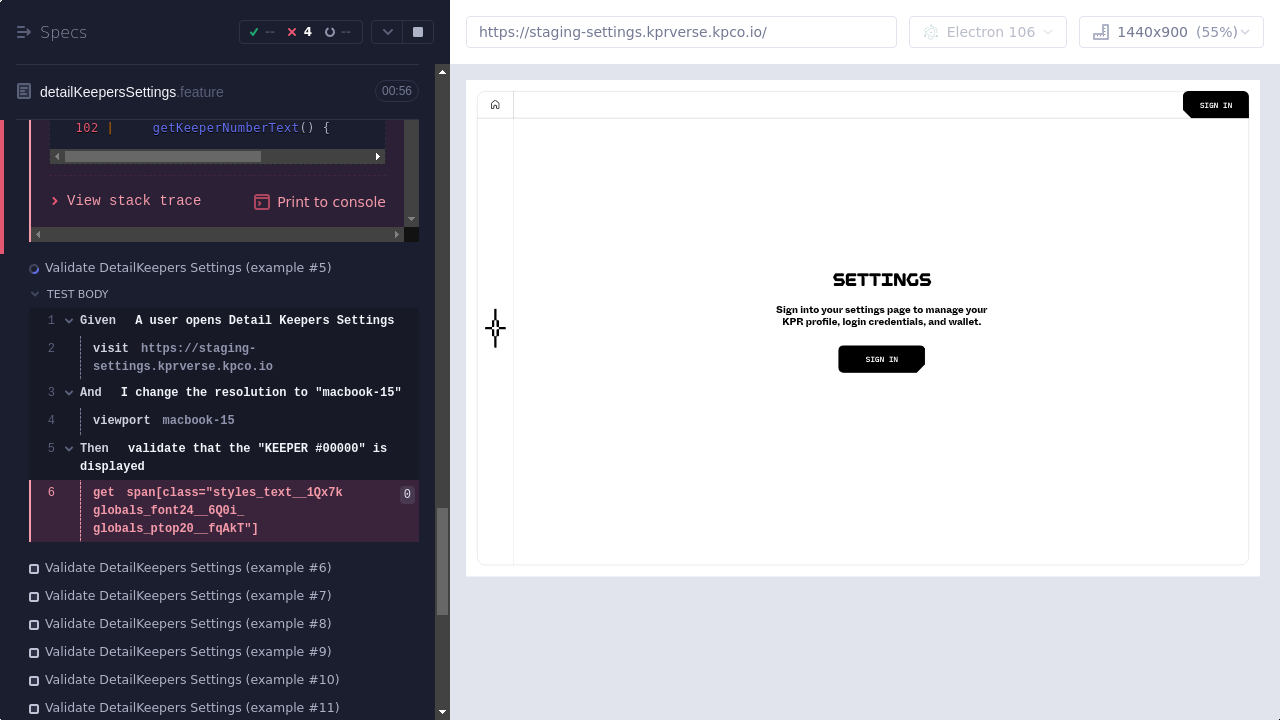 Specs
-- 4 --
https://staging-settings.kprverse.kpco.io/
Electron 106
1440x900 (55%)
detailKeepersSettings.feature
00:56
102 | getKeeperNumberText() {
View stack trace
Print to console
Validate DetailKeepers Settings (example #5)
TEST BODY
1 Given A user opens Detail Keepers Settings
2 visit https://staging-
settings.kprverse.kpco.io
3 And I change the resolution to "macbook-15"
4 viewport macbook-15
5 Then validate that the "KEEPER #00000" is
displayed
6 get span[class="styles_text__1Qx7k 0
globals_font24__6Q0i_
globals_ptop20__fqAkT"]
Validate DetailKeepers Settings (example #6)
Validate DetailKeepers Settings (example #7)
Validate DetailKeepers Settings (example #8)
Validate DetailKeepers Settings (example #9)
Validate DetailKeepers Settings (example #10)
Validate DetailKeepers Settings (example #11)
SIGN IN
SETTINGS
Sign into your settings page to manage your
KPR profile, login credentials, and wallet.
SIGN IN